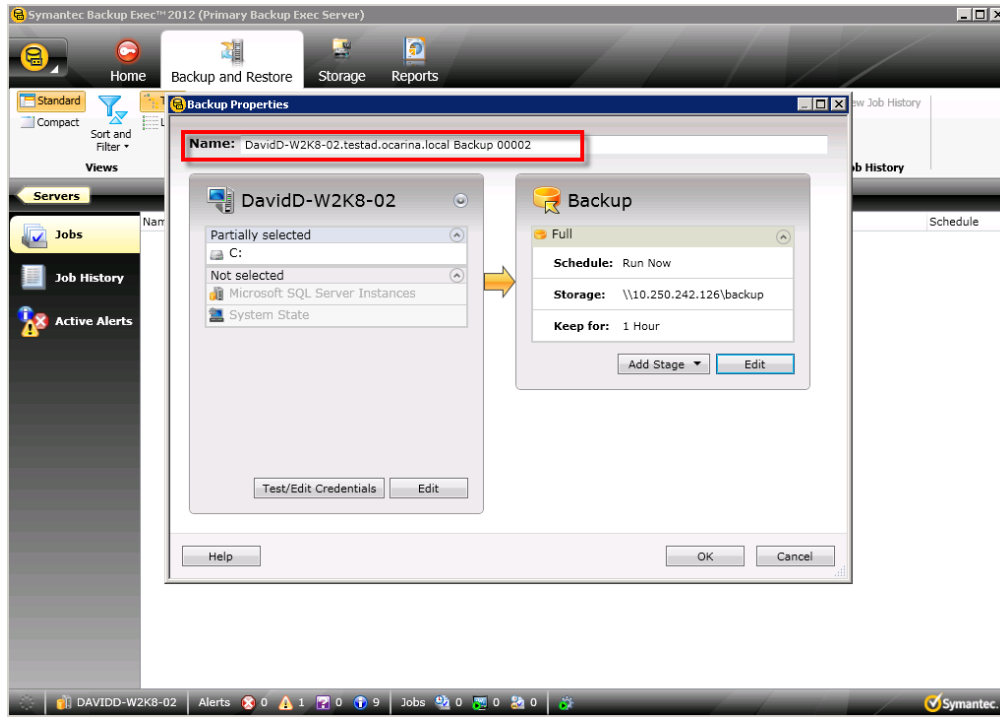 Symantec Backup Exec™ 2012 (Primary Backup Exec Server)
Home
Backup and Restore
Storage
Reports
Standard
Compact
Sort and
Filter
Views
ew Job History
b History
Backup Properties
Name: DavidD-W2K8-02.testad.ocarina.local Backup 00002
Servers
Jobs
Job History
Active Alerts
Nam
Schedule
DavidD-W2K8-02
Partially selected
C:
Not selected
Microsoft SQL Server Instances
System State
Test/Edit Credentials
Edit
Backup
Full
Schedule: Run Now
Storage: \\10.250.242.126\backup
Keep for: 1 Hour
Add Stage
Edit
Help
OK
Cancel
DAVIDD-W2K8-02 Alerts 0 1 0 9 Jobs 0 0 0
Symantec.